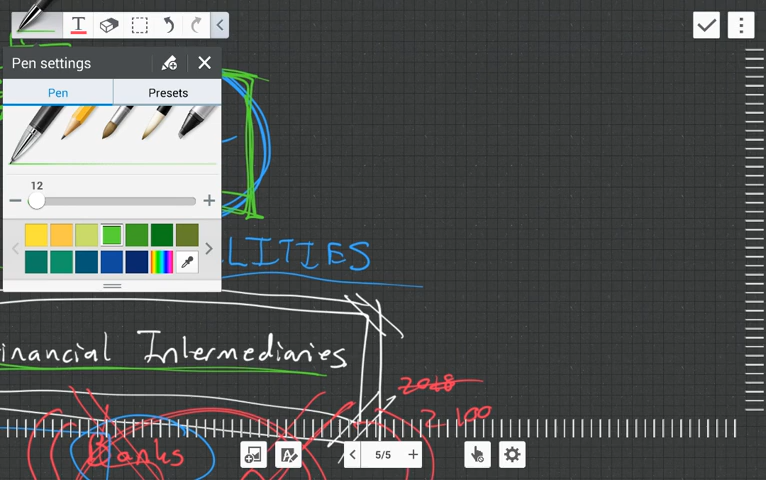 T
Pen settings
Pen
Presets
12
LITIES
inancial Intermediaries
2018
2100
Banks
5/5
A